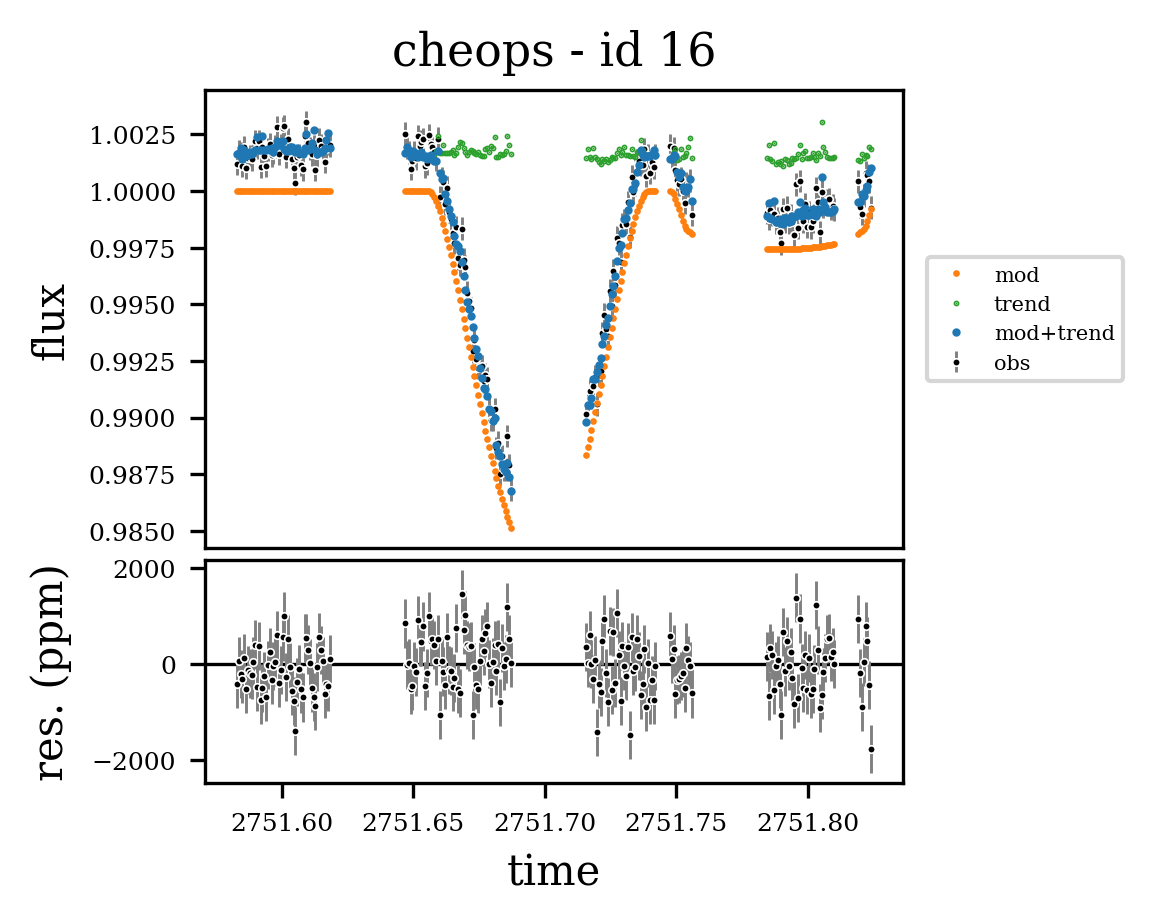 cheops - id 16
flux
1.0025
1.0000
0.9975
0.9950
0.9925
0.9900
0.9875
0.9850
mod
trend
mod+trend
obs
res. (ppm)
2000
0
−2000
2751.60 2751.65 2751.70 2751.75 2751.80
time